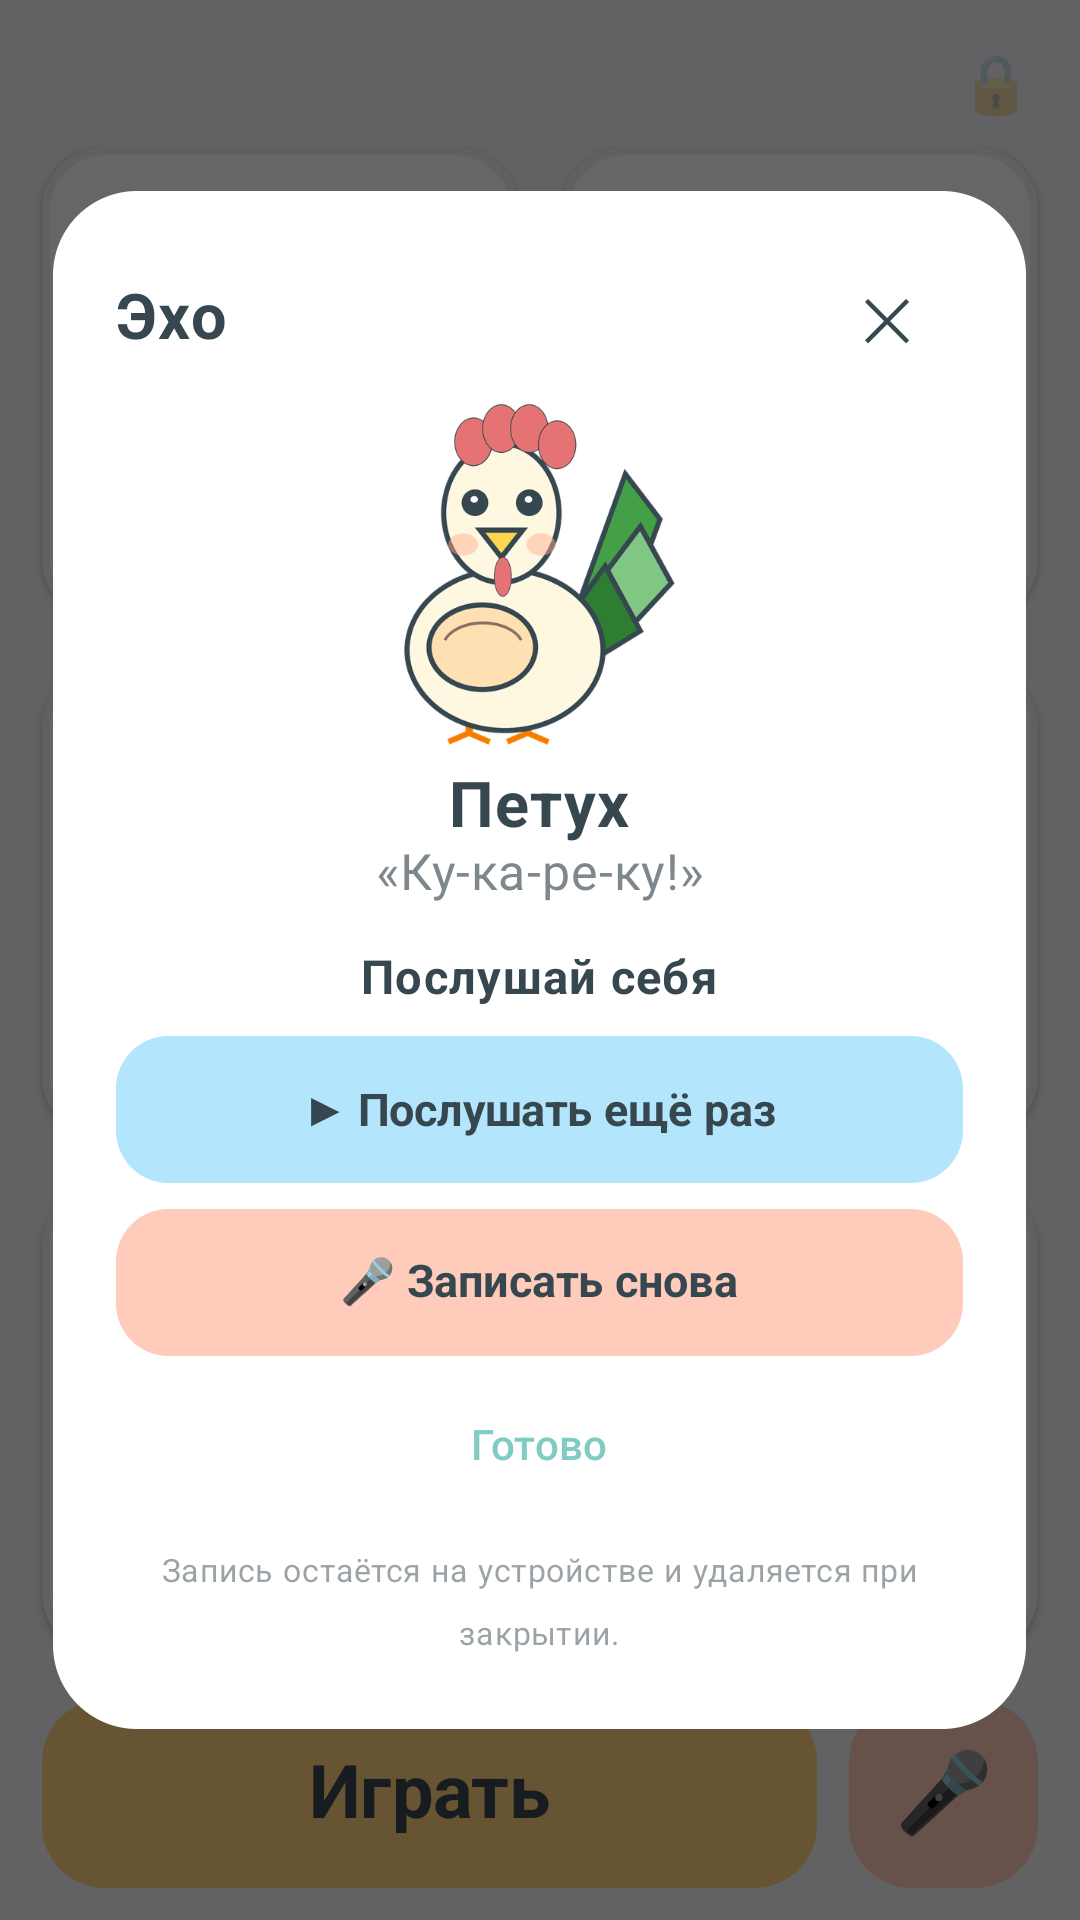 Эхо
Петух
«Ку-ка-ре-ку!»
Послушай себя
► Послушать ещё раз
🎤 Записать снова
Готово
Запись остаётся на устройстве и удаляется при
закрытии.
Играть